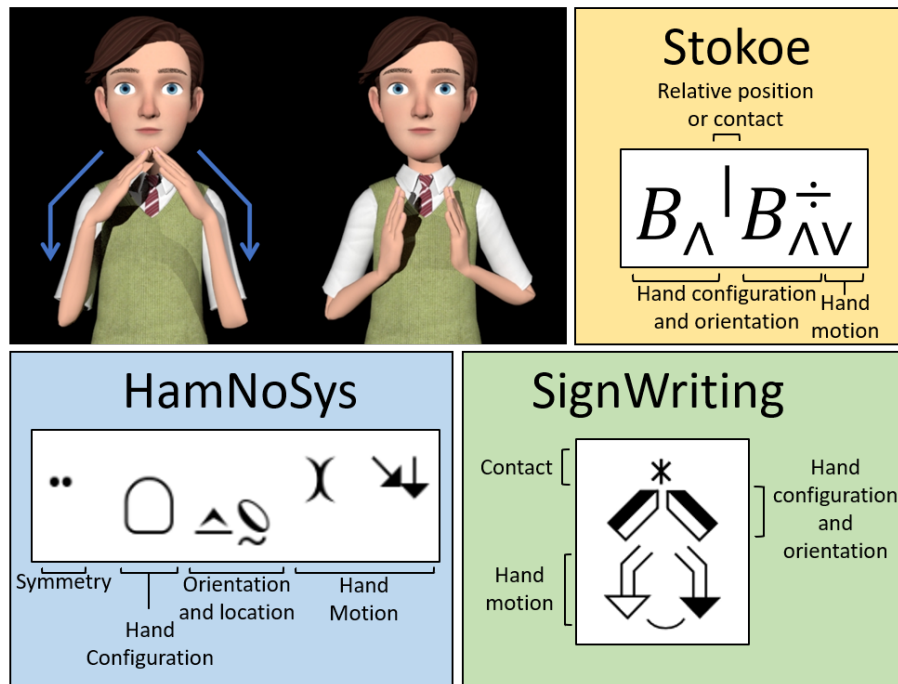 Stokoe
Relative position
or contact
B∧ | B∧÷∨
Hand configuration
and orientation
Hand
motion
HamNoSys
Symmetry
Hand
Configuration
Orientation
and location
Hand
Motion
SignWriting
Contact
Hand
configuration
and
orientation
Hand
motion